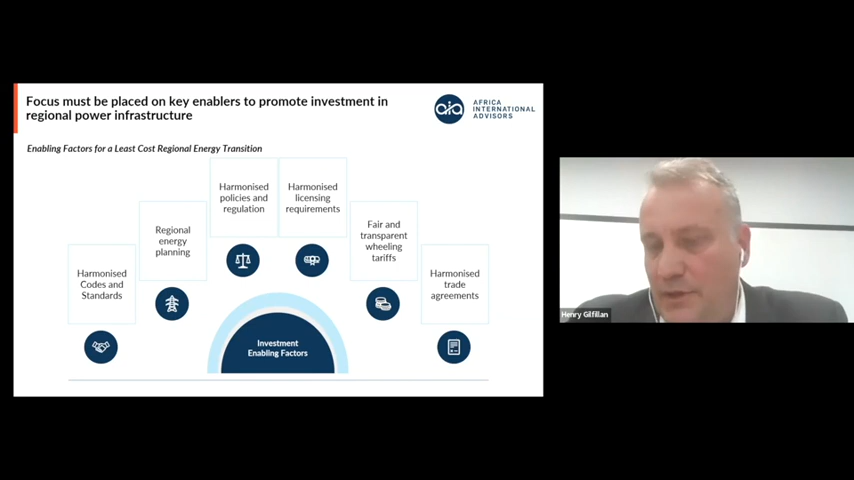 Focus must be placed on key enablers to promote investment in
regional power infrastructure
aia
AFRICA
INTERNATIONAL
ADVISORS
Enabling Factors for a Least Cost Regional Energy Transition
Harmonised
Codes and
Standards
Regional
energy
planning
Harmonised
policies and
regulation
Harmonised
licensing
requirements
Fair and
transparent
wheeling
tariffs
Harmonised
trade
agreements
Investment
Enabling Factors
Henry Gilfillan